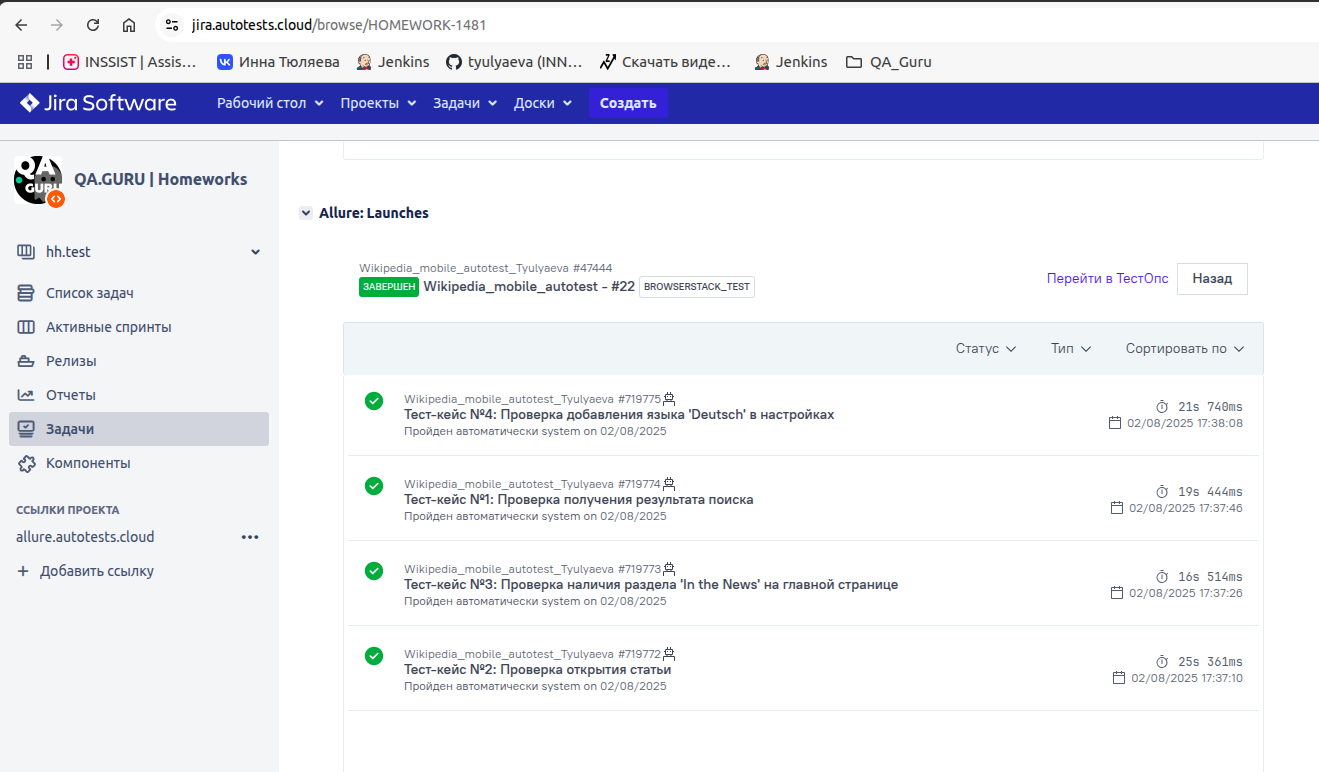 jira.autotests.cloud/browse/HOMEWORK-1481
INSSIST | Assis...
Инна Тюляева
Jenkins
tyulyaeva (INN...
Скачать виде...
Jenkins
QA_Guru
Jira Software
Рабочий стол
Проекты
Задачи
Доски
Создать
QA
GURU
QA.GURU | Homeworks
hh.test
Список задач
Активные спринты
Релизы
Отчеты
Задачи
Компоненты
ССЫЛКИ ПРОЕКТА
allure.autotests.cloud
Добавить ссылку
Allure: Launches
Wikipedia_mobile_autotest_Tyulyaeva #47444
ЗАВЕРШЕН Wikipedia_mobile_autotest - #22 BROWSERSTACK_TEST
Перейти в ТестОпс
Назад
Статус
Тип
Сортировать по
Wikipedia_mobile_autotest_Tyulyaeva #719775
Тест-кейс №4: Проверка добавления языка 'Deutsch' в настройках
Пройден автоматически system on 02/08/2025
21s 740ms
02/08/2025 17:38:08
Wikipedia_mobile_autotest_Tyulyaeva #719774
Тест-кейс №1: Проверка получения результата поиска
Пройден автоматически system on 02/08/2025
19s 444ms
02/08/2025 17:37:46
Wikipedia_mobile_autotest_Tyulyaeva #719773
Тест-кейс №3: Проверка наличия раздела 'In the News' на главной странице
Пройден автоматически system on 02/08/2025
16s 514ms
02/08/2025 17:37:26
Wikipedia_mobile_autotest_Tyulyaeva #719772
Тест-кейс №2: Проверка открытия статьи
Пройден автоматически system on 02/08/2025
25s 361ms
02/08/2025 17:37:10